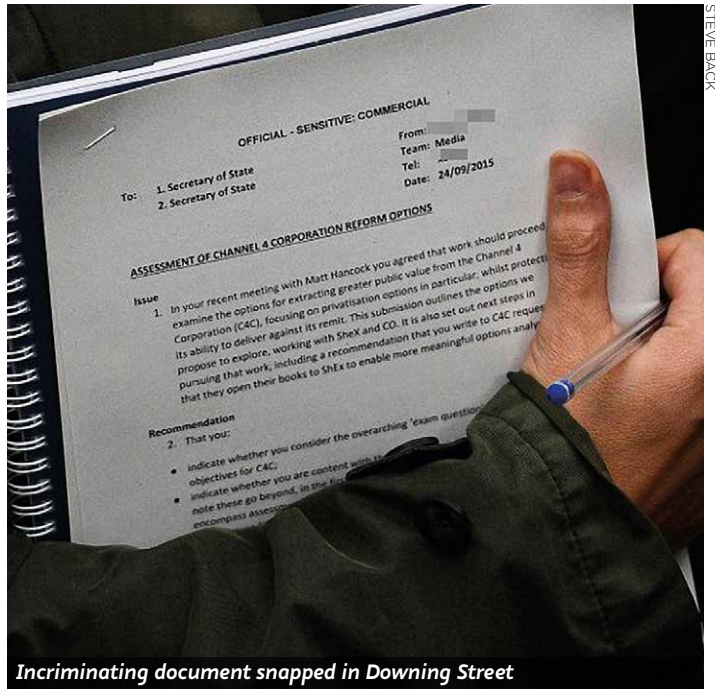 STEVE BACK
OFFICIAL - SENSITIVE: COMMERCIAL
To: 1. Secretary of State
2. Secretary of State
From:
Team: Media
Tel:
Date: 24/09/2015
ASSESSMENT OF CHANNEL 4 CORPORATION REFORM OPTIONS
Issue
1. In your recent meeting with Matt Hancock you agreed that work should proceed
examine the options for extracting greater public value from the Channel 4
Corporation (C4C), focusing on privatisation options in particular, whilst protecti
its ability to deliver against its remit. This submission outlines the options we
propose to explore, working with SheX and CO. It is also set out next steps in
pursuing that work, including a recommendation that you write to C4C reques
that they open their books to ShEx to enable more meaningful options analy
Recommendation
2. That you:
• indicate whether you consider the overarching 'exam question
objectives for C4C;
• indicate whether you are content with th
note these go beyond, in the fir
encompass assess
Incriminating document snapped in Downing Street